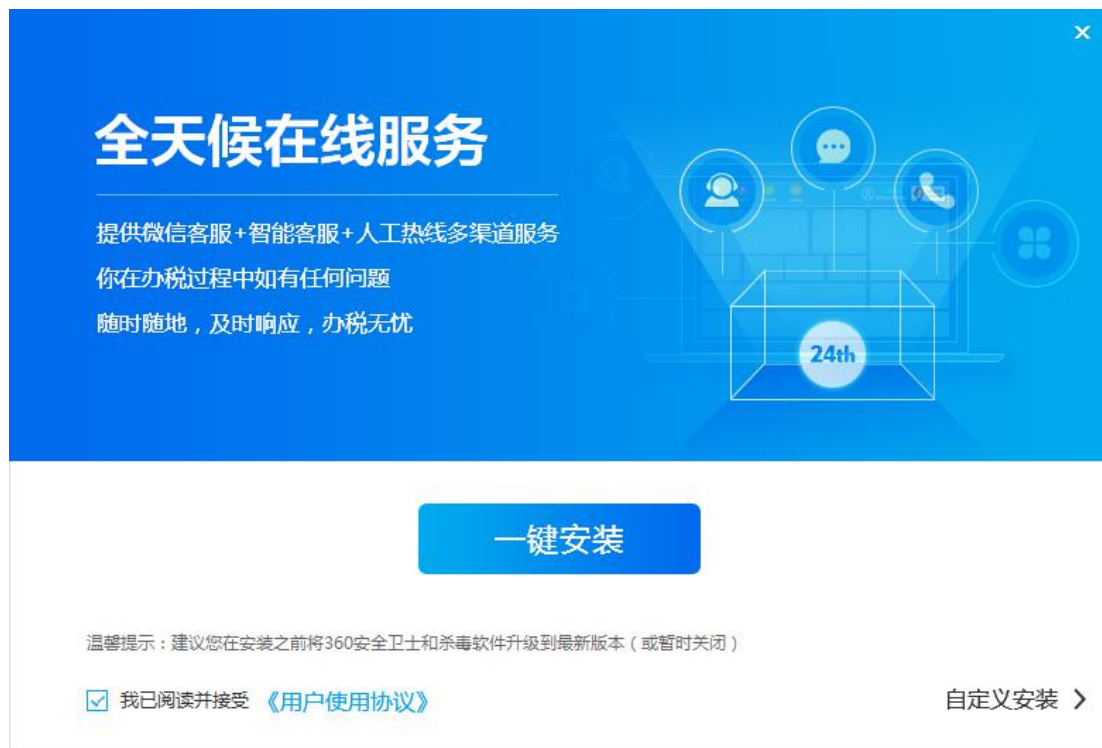 全天候在线服务
提供微信客服+智能客服+人工热线多渠道服务
你在办税过程中如有任何问题
随时随地，及时响应，办税无忧
24th
一键安装
温馨提示：建议您在安装之前将360安全卫士和杀毒软件升级到最新版本（或暂时关闭）
我已阅读并接受 《用户使用协议》
自定义安装